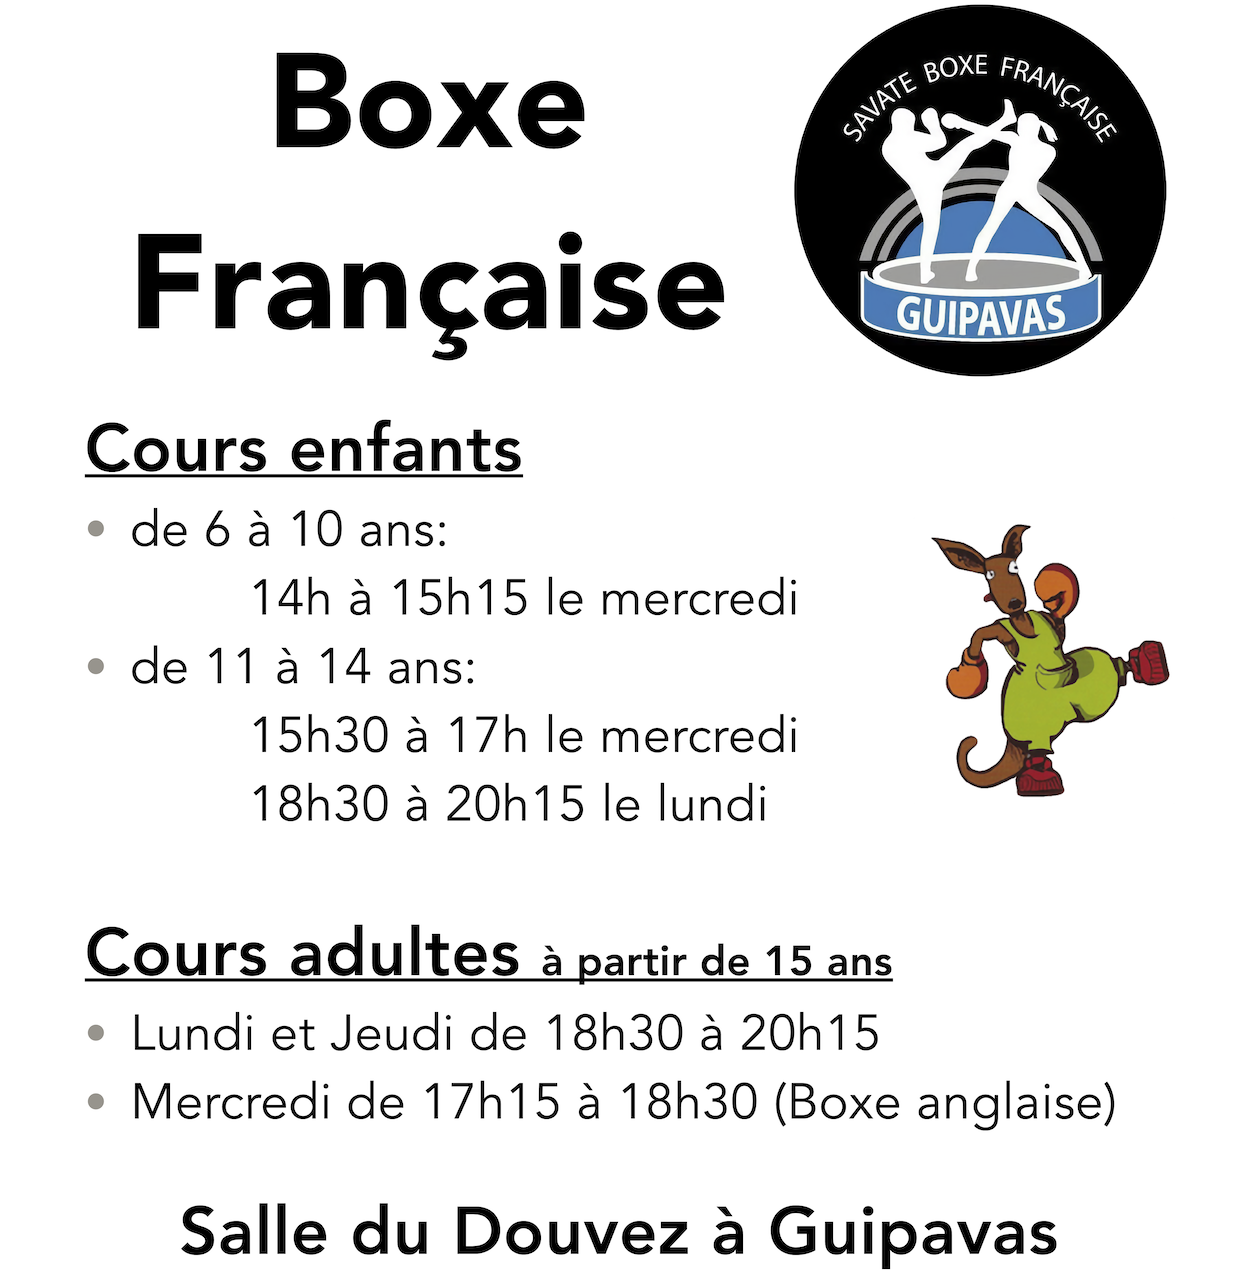 Boxe
Française
SAVATE BOXE FRANÇAISE
GUIPAVAS
Cours enfants
• de 6 à 10 ans:
14h à 15h15 le mercredi
• de 11 à 14 ans:
15h30 à 17h le mercredi
18h30 à 20h15 le lundi
Cours adultes à partir de 15 ans
• Lundi et Jeudi de 18h30 à 20h15
• Mercredi de 17h15 à 18h30 (Boxe anglaise)
Salle du Douvez à Guipavas